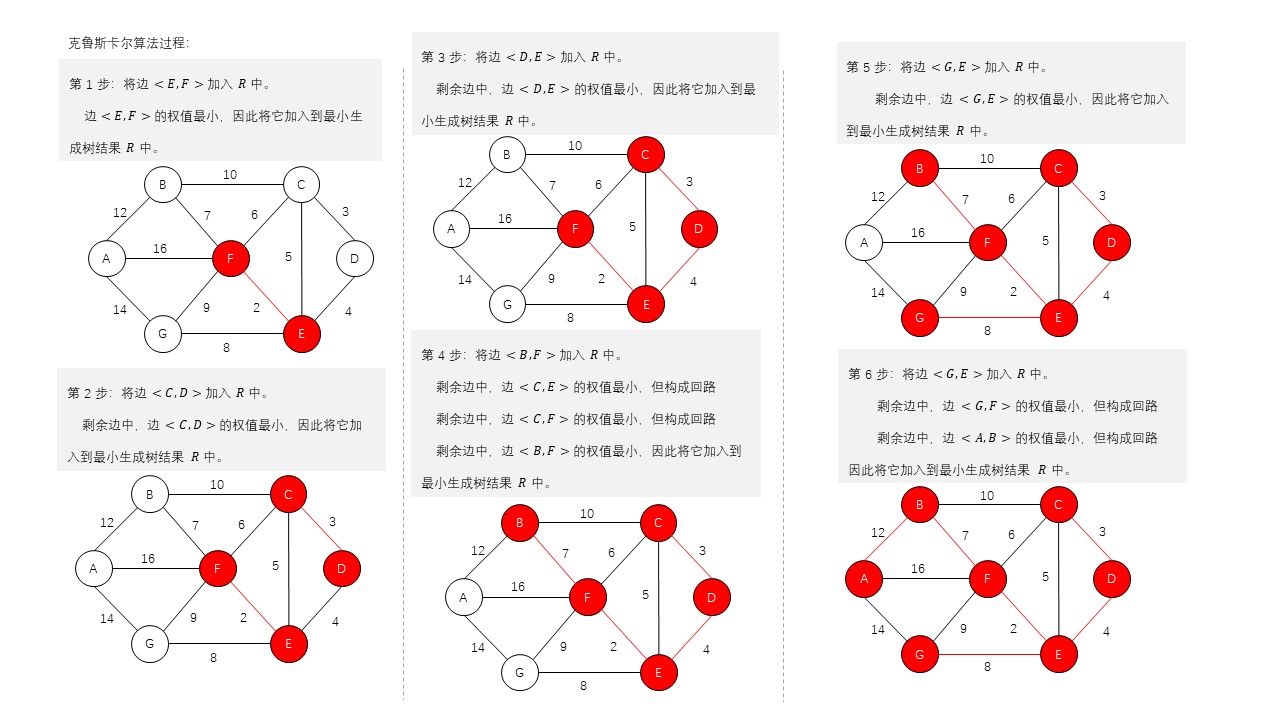 克鲁斯卡尔算法过程：
第 1 步：将边 < E, F > 加入 R 中。
边 < E, F > 的权值最小，因此将它加入到最小生
成树结果 R 中。
B
10
C
12
7
6
3
A
16
F
5
D
14
9
2
4
G
8
E
第 2 步：将边 < C, D > 加入 R 中。
剩余边中，边 < C, D > 的权值最小，因此将它加
入到最小生成树结果 R 中。
B
10
C
12
7
6
3
A
16
F
5
D
14
9
2
4
G
8
E
第 3 步：将边 < D, E > 加入 R 中。
剩余边中，边 < D, E > 的权值最小，因此将它加入到最
小生成树结果 R 中。
B
10
C
12
7
6
3
A
16
F
5
D
14
9
2
4
G
8
E
第 4 步：将边 < B, F > 加入 R 中。
剩余边中，边 < C, E > 的权值最小，但构成回路
剩余边中，边 < C, F > 的权值最小，但构成回路
剩余边中，边 < B, F > 的权值最小，因此将它加入到
最小生成树结果 R 中。
B
10
C
12
7
6
3
A
16
F
5
D
14
9
2
4
G
8
E
第 5 步：将边 < G, E > 加入 R 中。
剩余边中，边 < G, E > 的权值最小，因此将它加入
到最小生成树结果 R 中。
B
10
C
12
7
6
3
A
16
F
5
D
14
9
2
4
G
8
E
第 6 步：将边 < G, E > 加入 R 中。
剩余边中，边 < G, F > 的权值最小，但构成回路
剩余边中，边 < A, B > 的权值最小，但构成回路
因此将它加入到最小生成树结果 R 中。
B
10
C
12
7
6
3
A
16
F
5
D
14
9
2
4
G
8
E